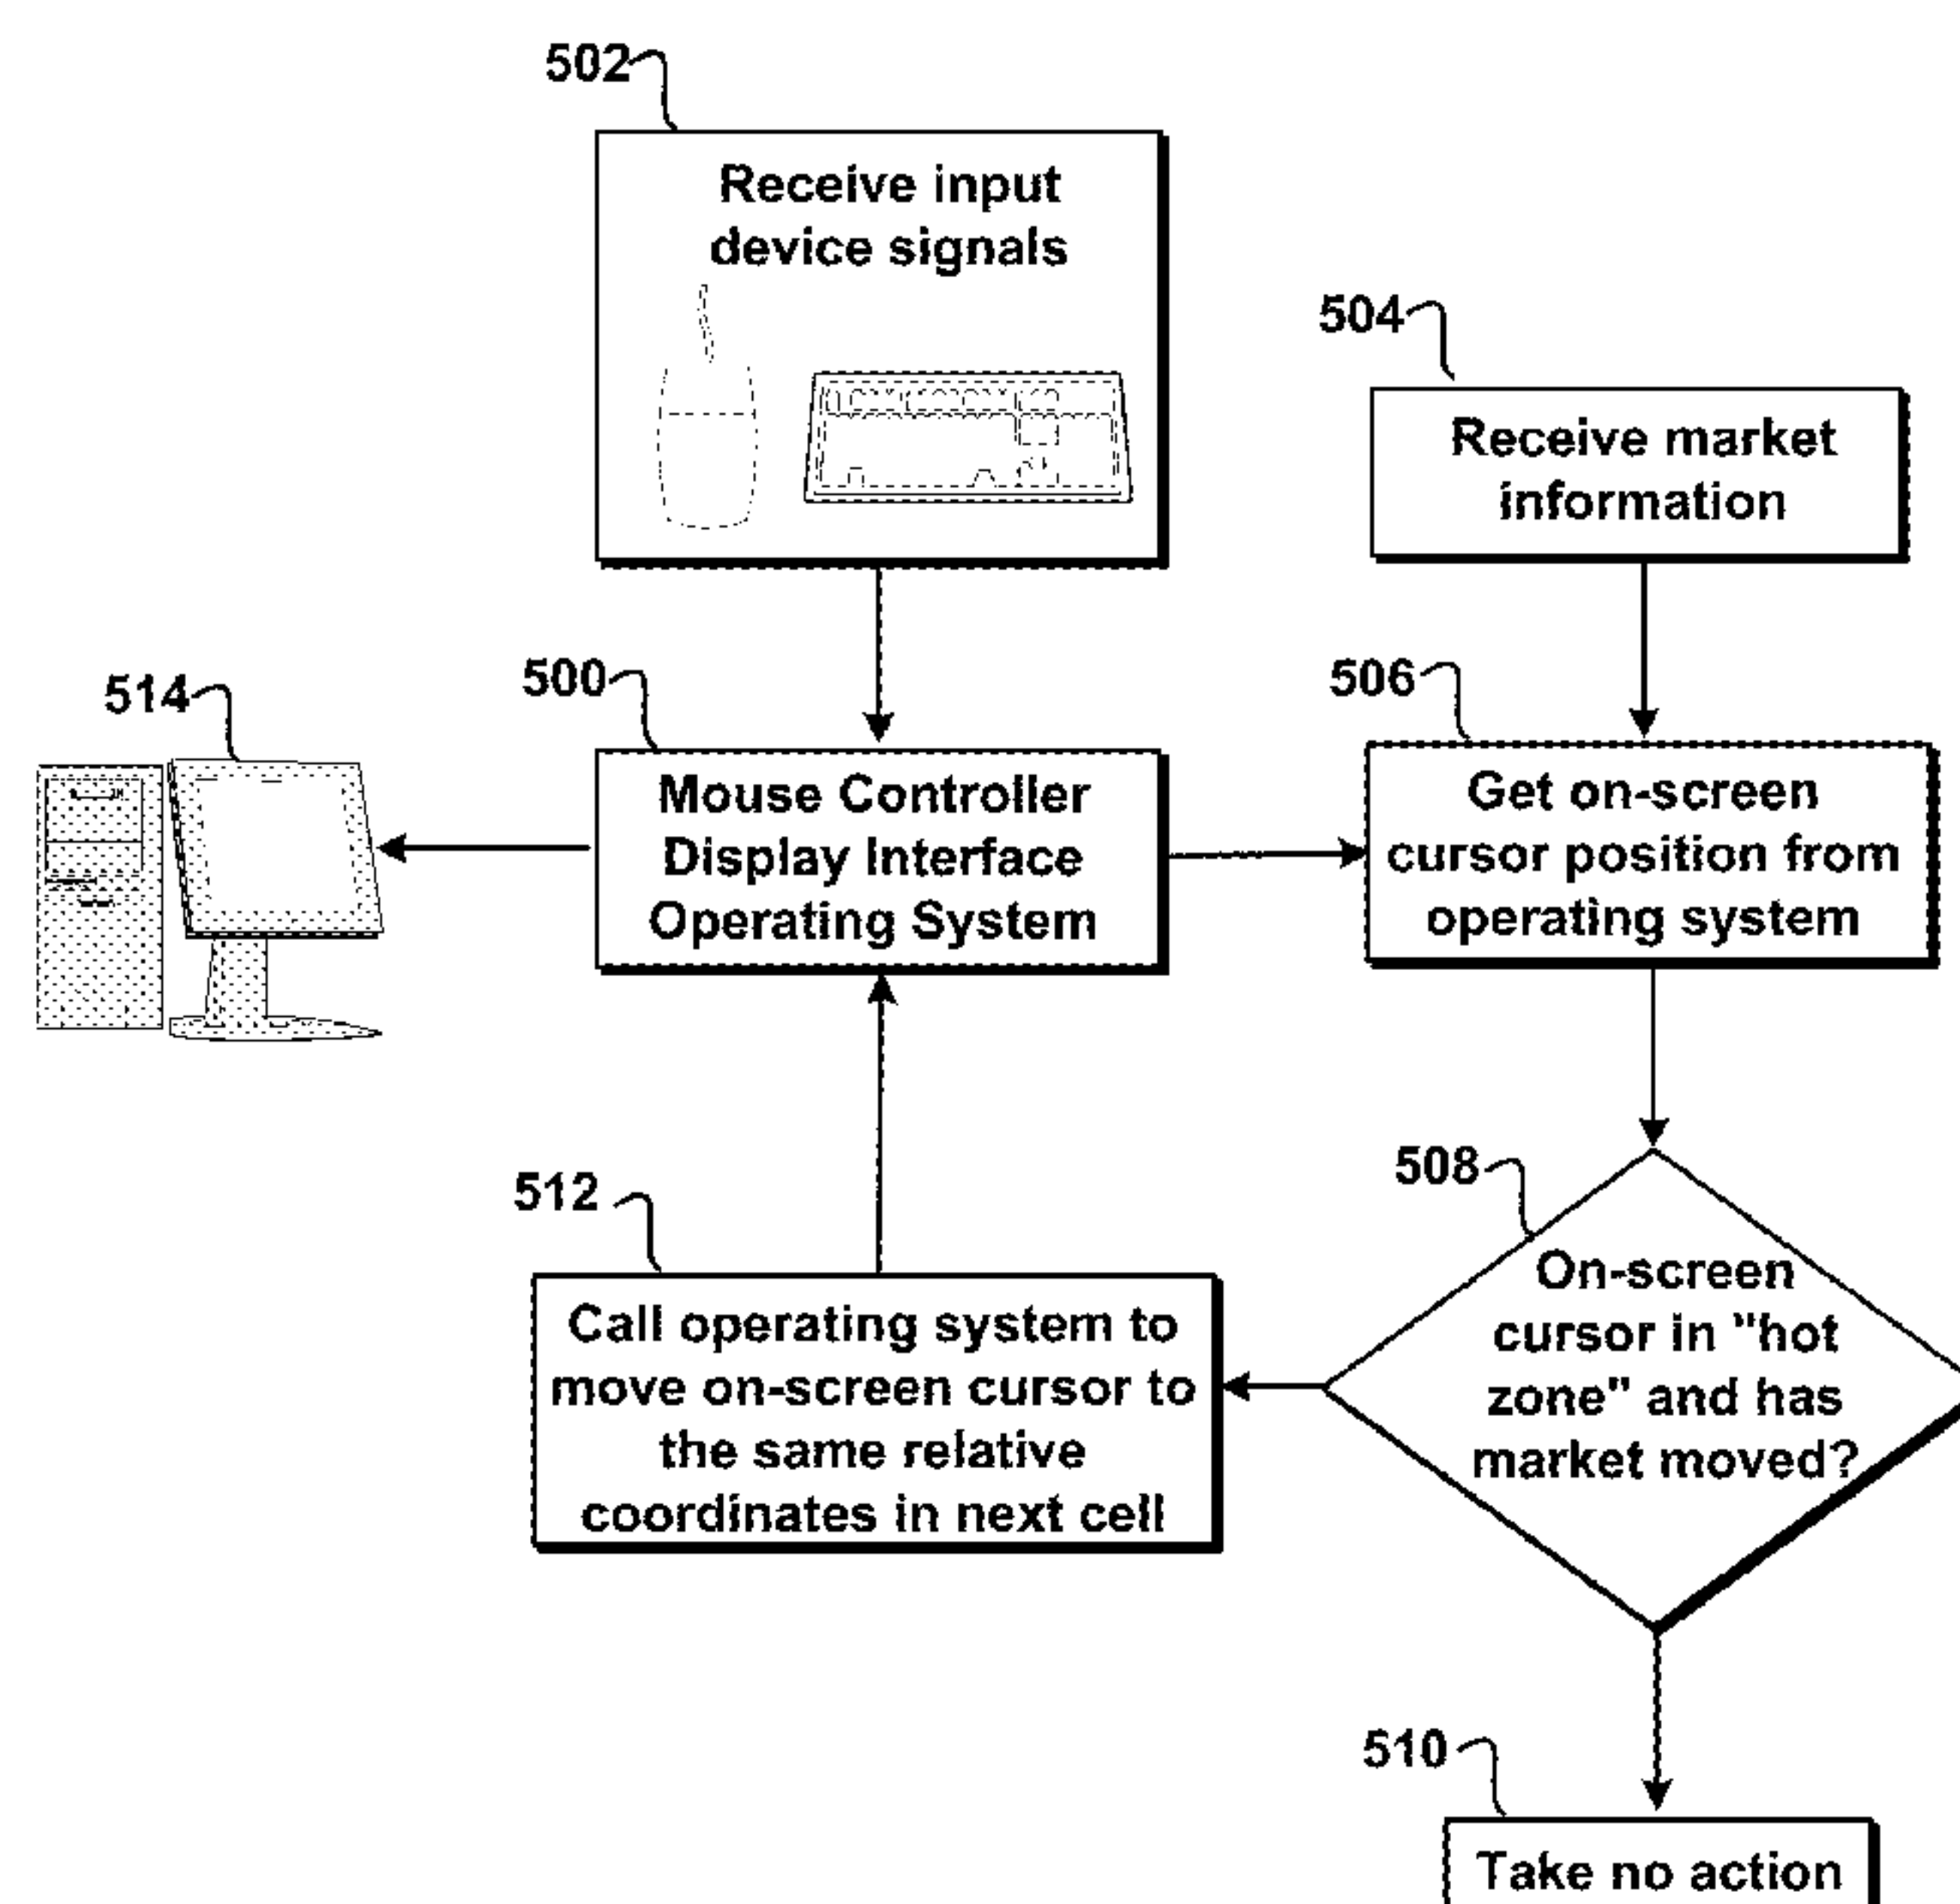 502
Receive input
device signals
504
Receive market
information
514
500
Mouse Controller
Display Interface
Operating System
506
Get on-screen
cursor position from
operating system
512
Call operating system to
move on-screen cursor to
the same relative
coordinates in next cell
508
On-screen
cursor in "hot
zone" and has
market moved?
510
Take no action